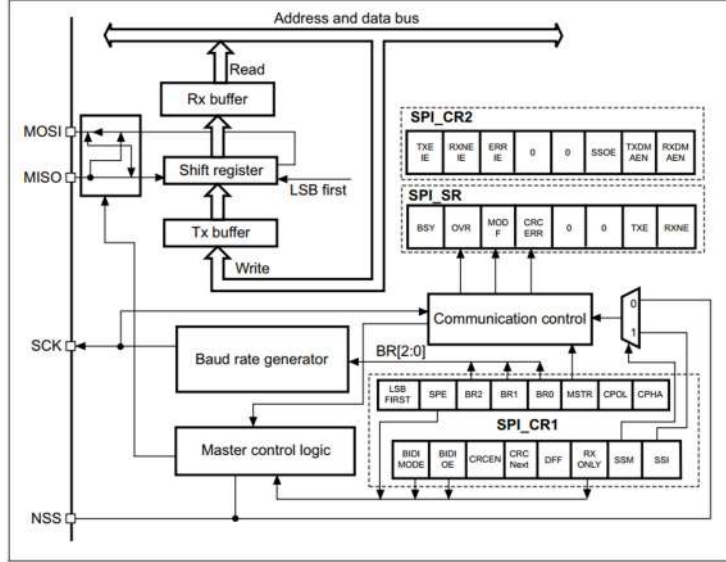 Address and data bus
Read
Rx buffer
MOSI
SPI_CR2
TXE IE
RXNE IE
ERR IE
0
0
SSOE
TXDM AEN
RXDM AEN
MISO
Shift register
LSB first
SPI_SR
BSY
OVR
MOD F
CRC ERR
0
0
TXE
RXNE
Tx buffer
Write
Communication control
0
1
SCK
Baud rate generator
BR[2:0]
LSB FIRST
SPE
BR2
BR1
BR0
MSTR
CPOL
CPHA
SPI_CR1
Master control logic
BIDI MODE
BIDI OE
CRCEN
CRC Next
DFF
RX ONLY
SSM
SSI
NSS